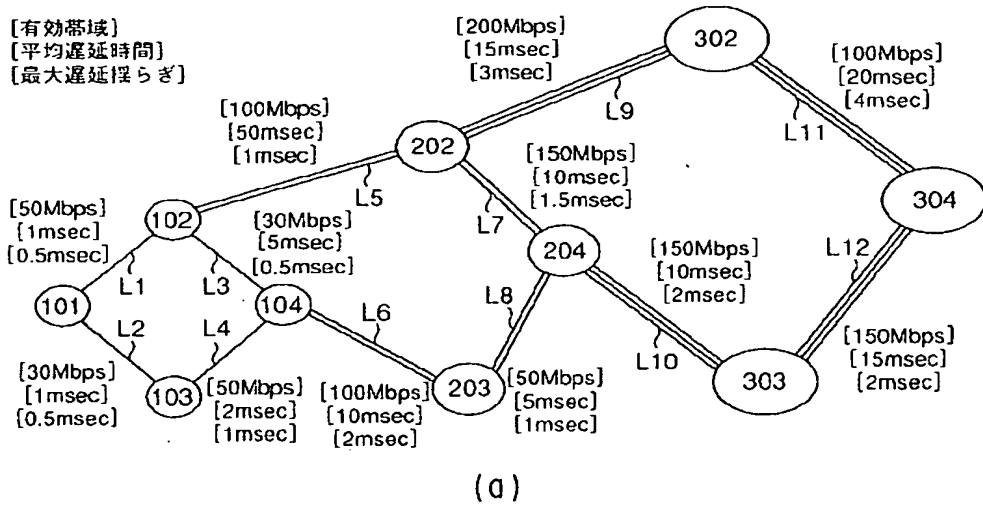 [有効帯域]
[平均遅延時間]
[最大遅延揺らぎ]
[200Mbps]
[15msec]
[3msec]
302
[100Mbps]
[20msec]
[4msec]
L9
L11
[100Mbps]
[50msec]
[1msec]
202
L5
[150Mbps]
[10msec]
[1.5msec]
L7
304
[50Mbps]
[1msec]
[0.5msec]
102
L1
L3
[30Mbps]
[5msec]
[0.5msec]
204
[150Mbps]
[10msec]
[2msec]
L12
101
104
L2
L4
L6
L8
L10
[30Mbps]
[1msec]
[0.5msec]
103
[50Mbps]
[2msec]
[1msec]
[100Mbps]
[10msec]
[2msec]
203
[50Mbps]
[5msec]
[1msec]
303
[150Mbps]
[15msec]
[2msec]
(a)